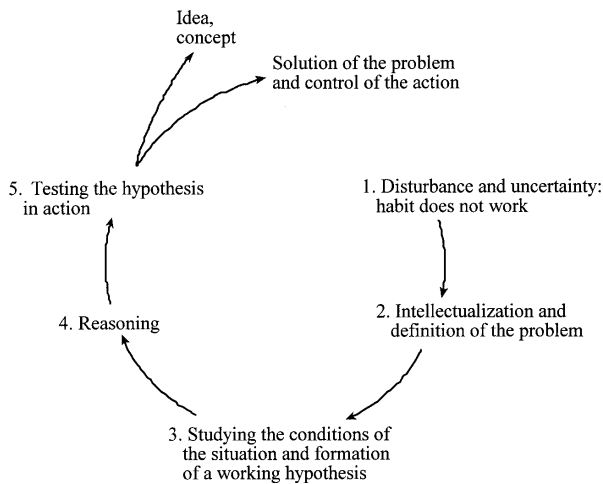 Idea,
concept
Solution of the problem
and control of the action
5. Testing the hypothesis
in action
1. Disturbance and uncertainty:
habit does not work
4. Reasoning
2. Intellectualization and
definition of the problem
3. Studying the conditions of
the situation and formation
of a working hypothesis